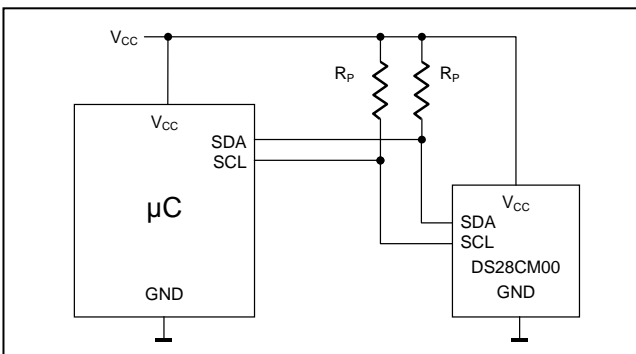 VCC
RP RP
VCC
SDA
SCL
µC
GND
VCC
SDA
SCL
DS28CM00
GND